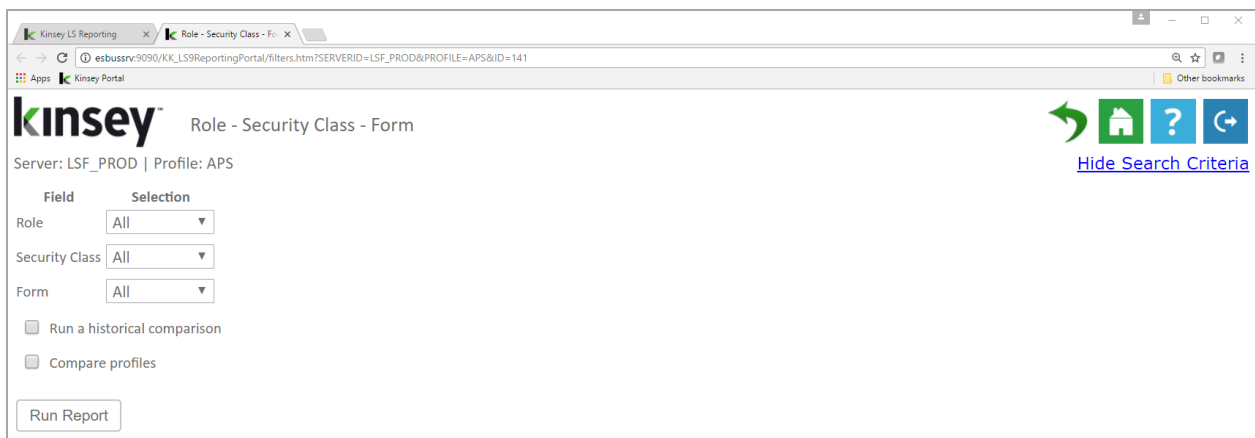 Kinsey LS Reporting
Role - Security Class - Fo
esbussrv:9090/KK_LS9ReportingPortal/filters.htm?SERVERID=LSF_PROD&PROFILE=APS&ID=141
Apps Kinsey Portal Other bookmarks
kinsey™ Role - Security Class - Form ?
Server: LSF_PROD | Profile: APS Hide Search Criteria
Field Selection
Role All
Security Class All
Form All
Run a historical comparison
Compare profiles
Run Report